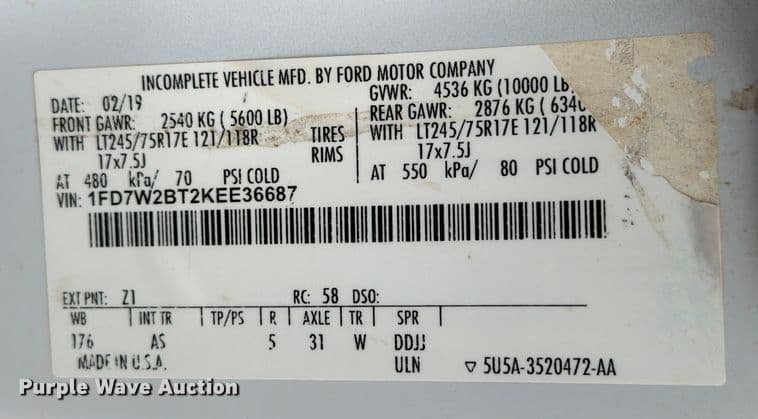 INCOMPLETE VEHICLE MFD. BY FORD MOTOR COMPANY
DATE: 02/19 GVWR: 4536 KG (10000 LB)
FRONT GAWR: 2540 KG ( 5600 LB) REAR GAWR: 2876 KG ( 6340
WITH LT245/75R17E 121/118R TIRES WITH LT245/75R17E 121/118R
17x7.5J RIMS 17x7.5J
AT 480 kPa/ 70 PSI COLD AT 550 kPa/ 80 PSI COLD
VIN: 1FD7W2BT2KEE36687
EXT PNT: Z1 RC: 58 DSO:
WB | INT TR | TP/PS | R | AXLE | TR | SPR
176 AS 5 31 W DDJJ
MADE IN U.S.A. ULN ▽ 5U5A-3520472-AA
Purple Wave Auction